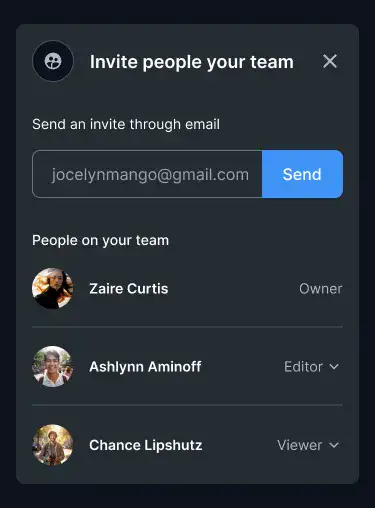 Invite people your team
Send an invite through email
jocelynmango@gmail.com Send
People on your team
Zaire Curtis Owner
Ashlynn Aminoff Editor
Chance Lipshutz Viewer